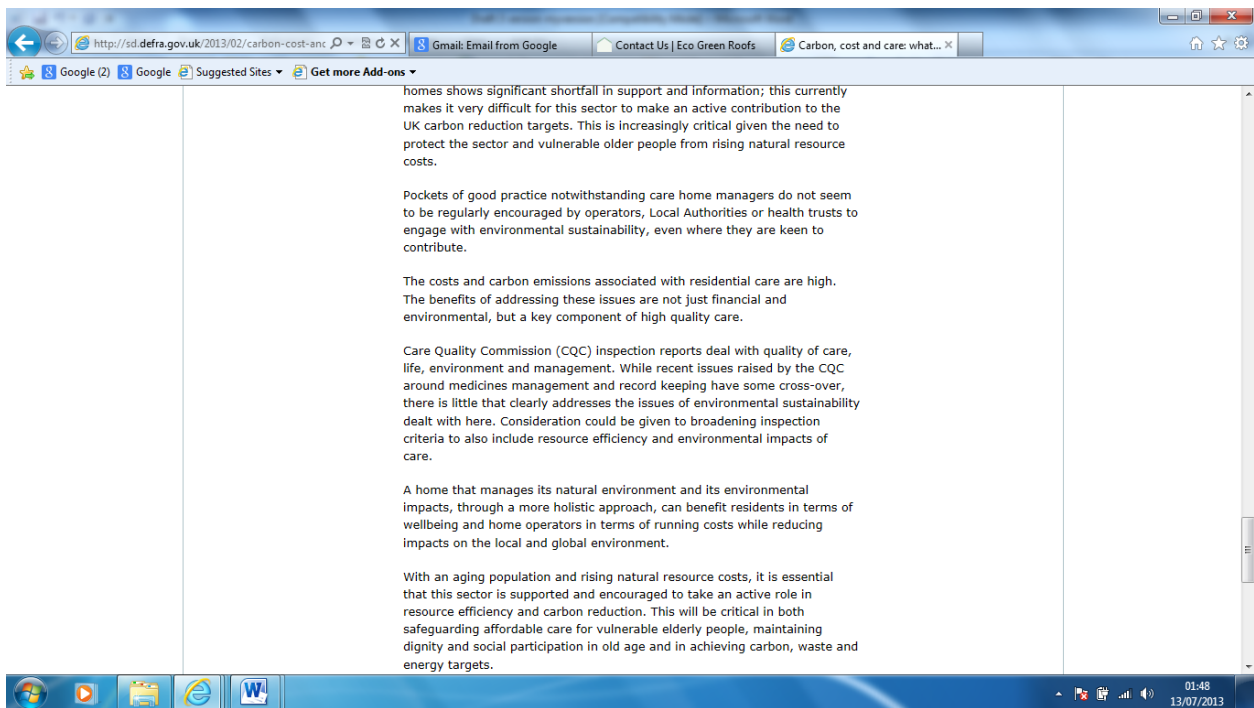 http://sd.defra.gov.uk/2013/02/carbon-cost-anc
Gmail: Email from Google
Contact Us | Eco Green Roofs
Carbon, cost and care: what...
Google (2) Google Suggested Sites Get more Add-ons
homes shows significant shortfall in support and information; this currently
makes it very difficult for this sector to make an active contribution to the
UK carbon reduction targets. This is increasingly critical given the need to
protect the sector and vulnerable older people from rising natural resource
costs.
Pockets of good practice notwithstanding care home managers do not seem
to be regularly encouraged by operators, Local Authorities or health trusts to
engage with environmental sustainability, even where they are keen to
contribute.
The costs and carbon emissions associated with residential care are high.
The benefits of addressing these issues are not just financial and
environmental, but a key component of high quality care.
Care Quality Commission (CQC) inspection reports deal with quality of care,
life, environment and management. While recent issues raised by the CQC
around medicines management and record keeping have some cross-over,
there is little that clearly addresses the issues of environmental sustainability
dealt with here. Consideration could be given to broadening inspection
criteria to also include resource efficiency and environmental impacts of
care.
A home that manages its natural environment and its environmental
impacts, through a more holistic approach, can benefit residents in terms of
wellbeing and home operators in terms of running costs while reducing
impacts on the local and global environment.
With an aging population and rising natural resource costs, it is essential
that this sector is supported and encouraged to take an active role in
resource efficiency and carbon reduction. This will be critical in both
safeguarding affordable care for vulnerable elderly people, maintaining
dignity and social participation in old age and in achieving carbon, waste and
energy targets.
01:48
13/07/2013